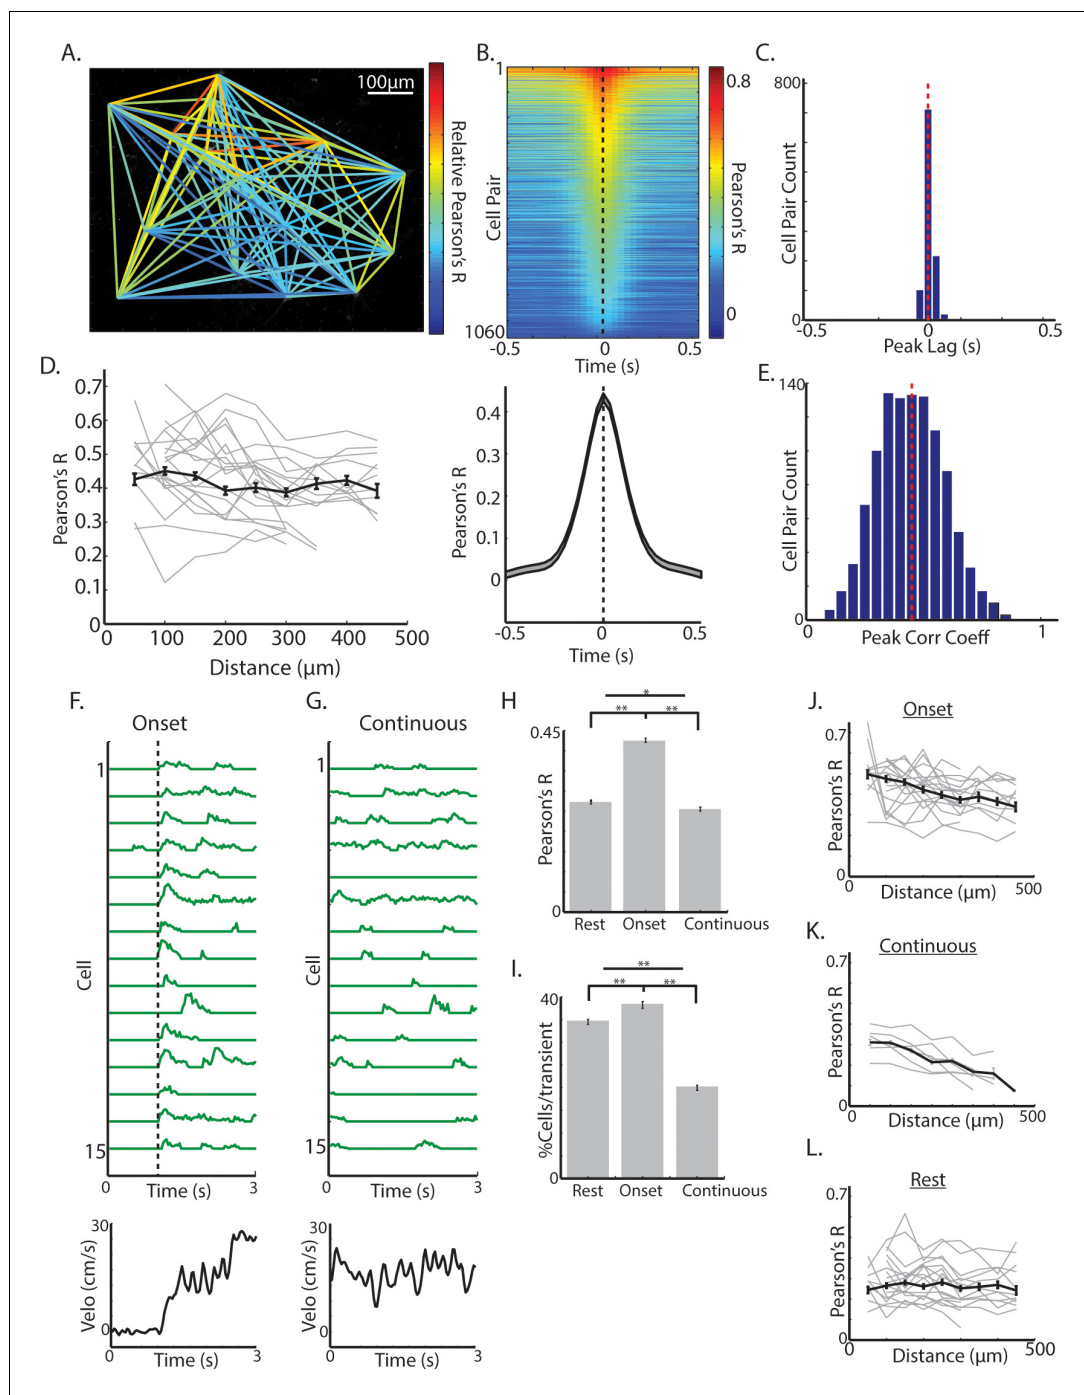 A.
100µm
Relative Pearson's R
B.
1
Cell Pair
1060
-0.5
0
0.5
Time (s)
0.8
Pearson's R
0
C.
800
Cell Pair Count
0
-0.5
0
0.5
Peak Lag (s)
D.
0.7
0.6
0.5
0.4
0.3
0.2
0.1
0
Pearson's R
100
200
300
400
500
Distance (µm)
0.4
0.3
0.2
0.1
0
Pearson's R
-0.5
0
0.5
Time (s)
E.
140
Cell Pair Count
0
0
1
Peak Corr Coeff
F.
Onset
1
Cell
15
0
Time (s)
3
30
Velo (cm/s)
0
0
Time (s)
3
G.
Continuous
1
Cell
15
0
Time (s)
3
30
Velo (cm/s)
0
0
Time (s)
3
H
*
** **
0.45
Pearson's R
0
Rest Onset Continuous
I.
**
** **
40
%Cells/transient
0
Rest Onset Continuous
J.
Onset
0.7
Pearson's R
0
0
500
Distance (µm)
K.
Continuous
0.7
Pearson's R
0
0
500
Distance (µm)
L.
Rest
0.7
Pearson's R
0
0
500
Distance (µm)